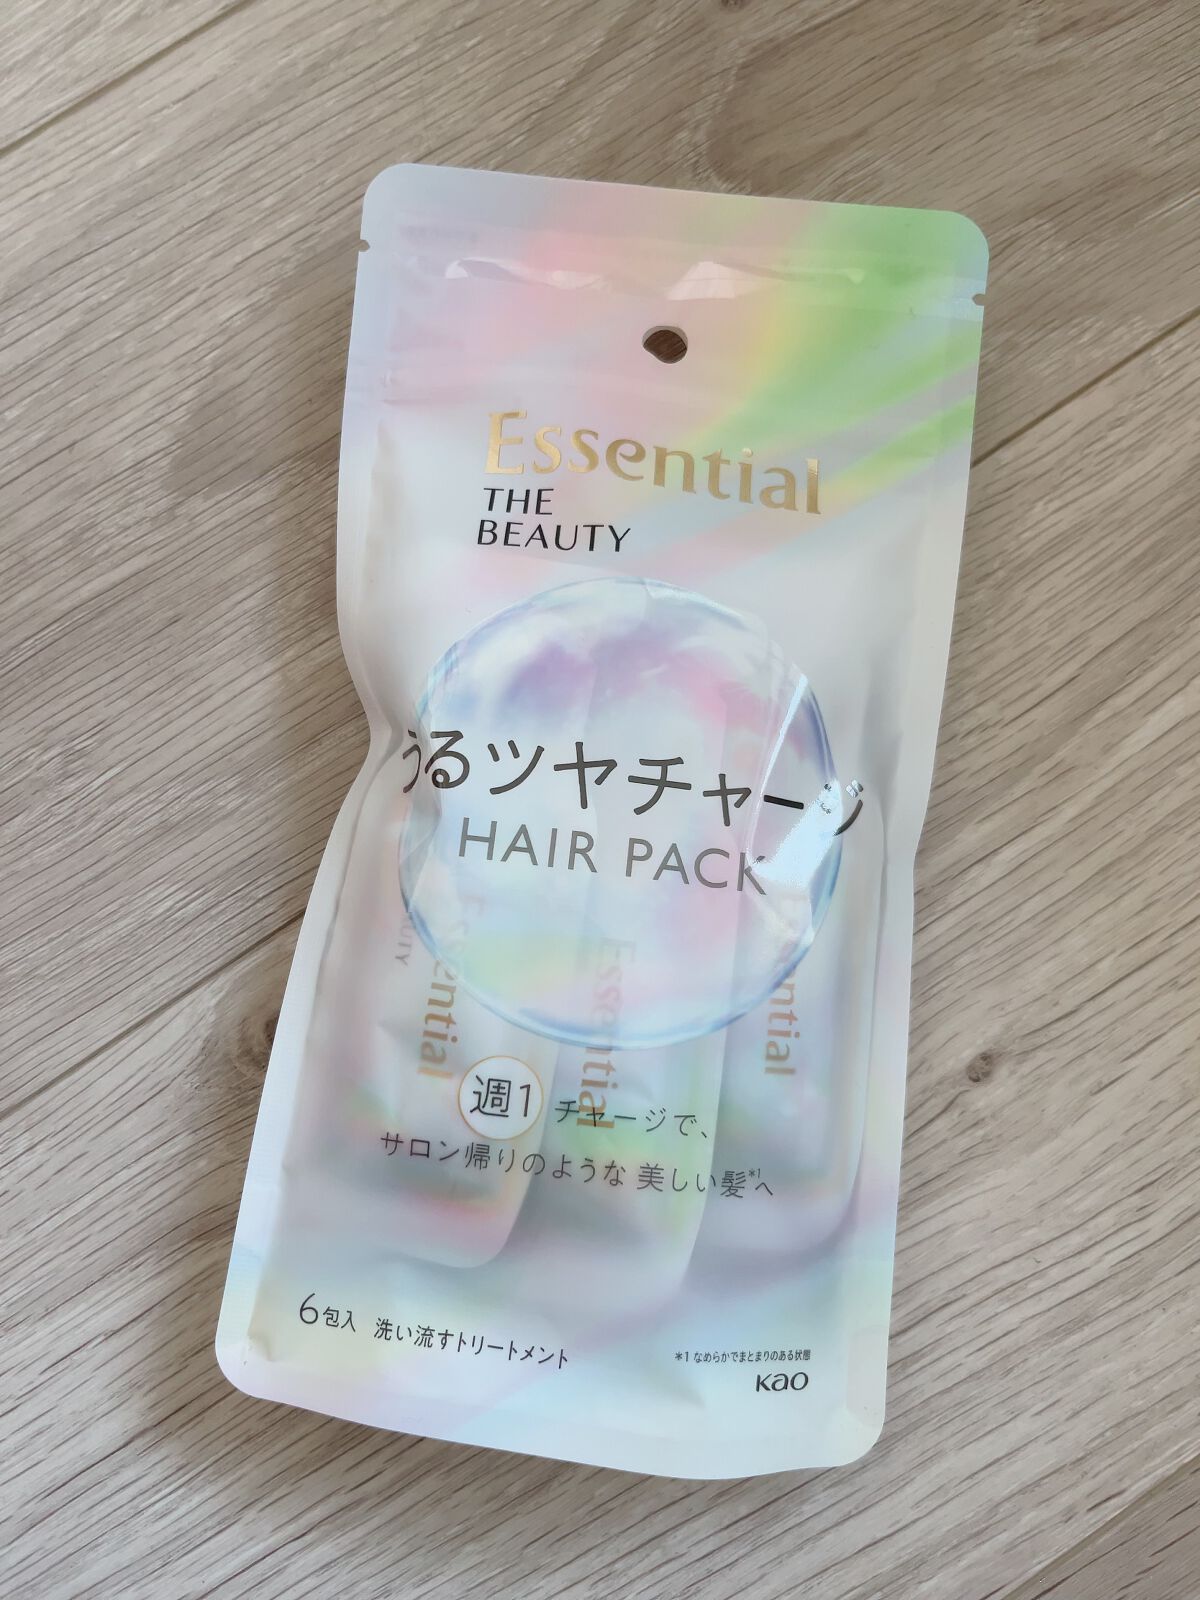 Essential
THE
BEAUTY
うるツヤチャージ
HAIR PACK
Essential
Essential
Essential
週1 チャージで、
サロン帰りのような 美しい髪*1へ
6包入 洗い流すトリートメント
*1 なめらかでまとまりのある状態
Kao